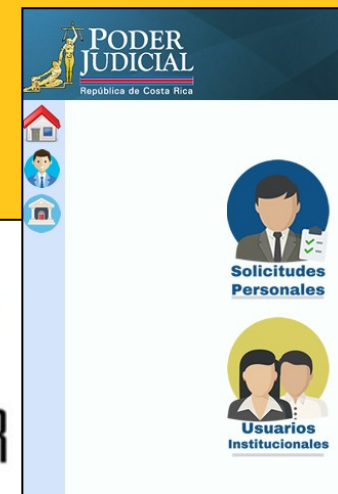 PODER
JUDICIAL
República de Costa Rica
Solicitudes
Personales
Usuarios
Institucionales
R